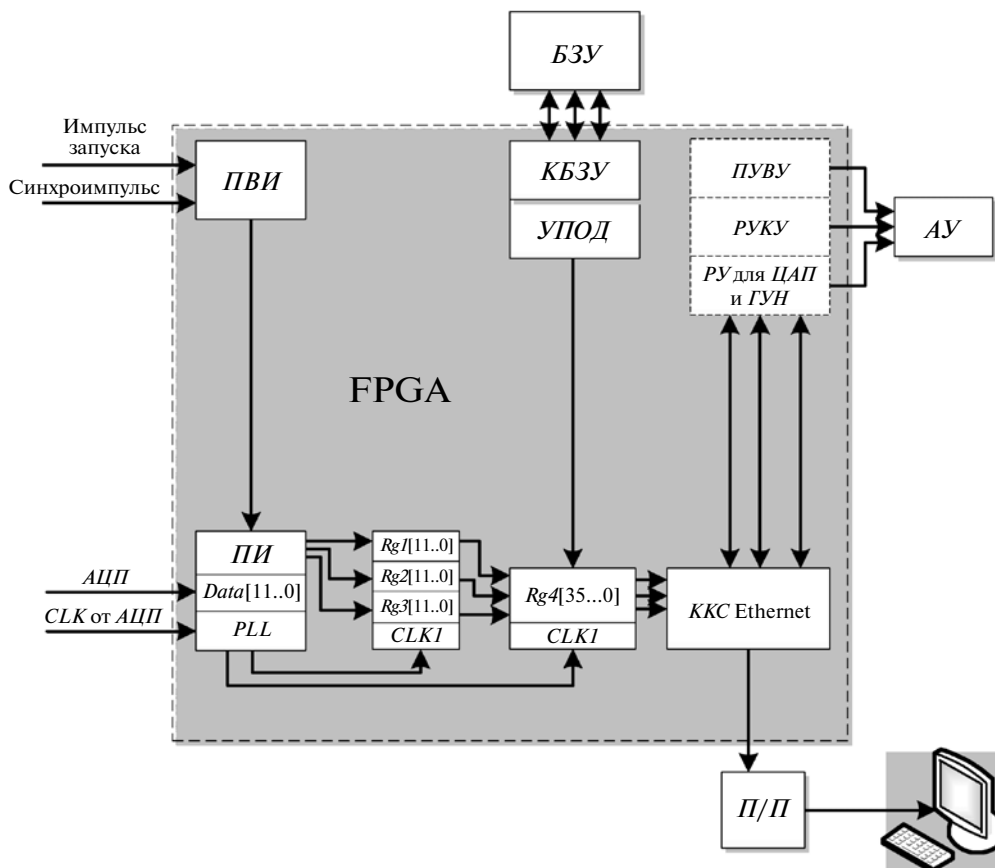 БЗУ
Импульс
запуска
Синхроимпульс
ПВИ
КБЗУ
УПОД
ПУВУ
РУКУ
РУ для ЦАП
и ГУН
АУ
FPGA
АЦП
CLK от АЦП
ПИ
Data[11..0]
PLL
Rg1[11..0]
Rg2[11..0]
Rg3[11..0]
CLK1
Rg4[35...0]
CLK1
ККС Ethernet
П/П